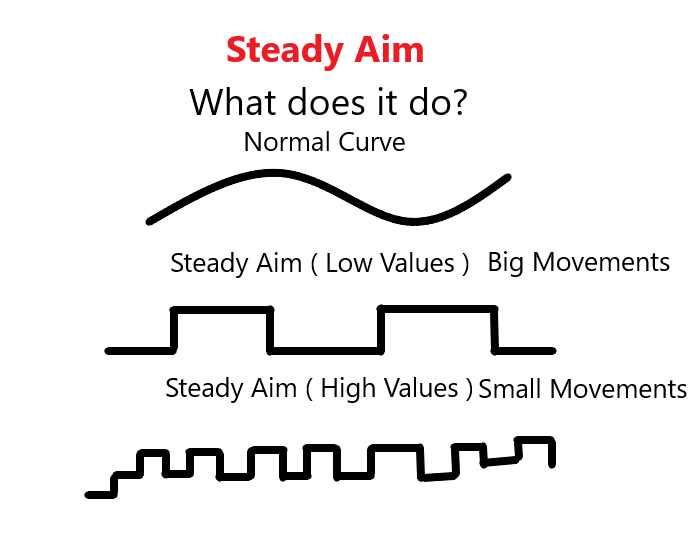 Steady Aim
What does it do?
Normal Curve
Steady Aim ( Low Values ) Big Movements
Steady Aim ( High Values ) Small Movements